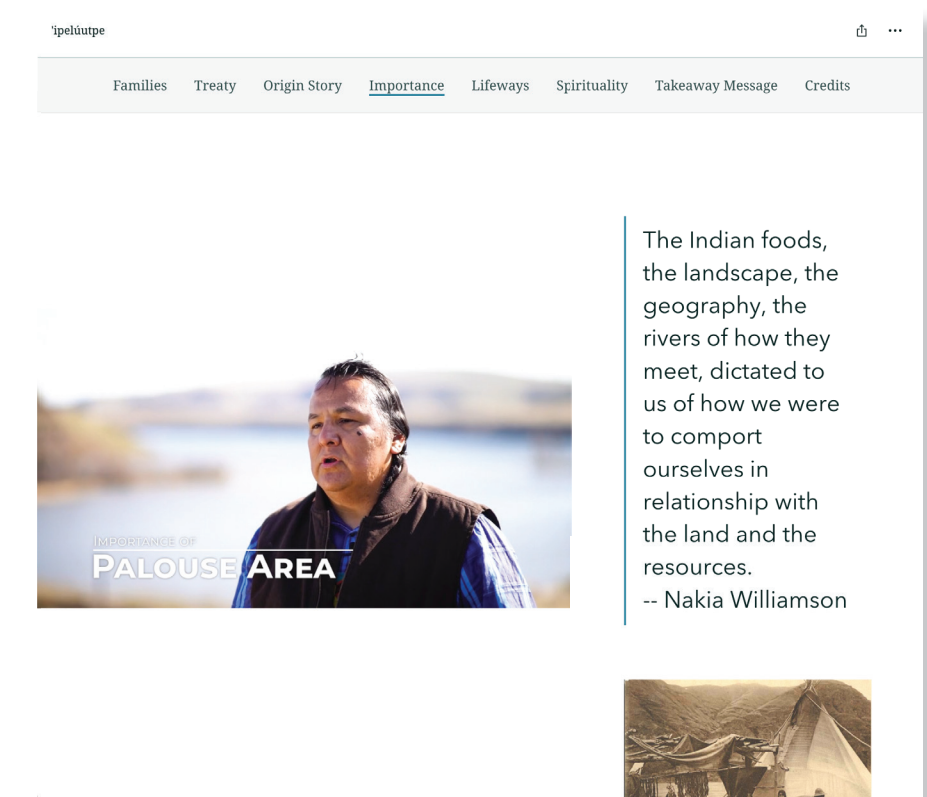 'ipelúutpe
Families Treaty Origin Story Importance Lifeways Spirituality Takeaway Message Credits
IMPORTANCE OF
PALOUSE AREA
The Indian foods,
the landscape, the
geography, the
rivers of how they
meet, dictated to
us of how we were
to comport
ourselves in
relationship with
the land and the
resources.
-- Nakia Williamson